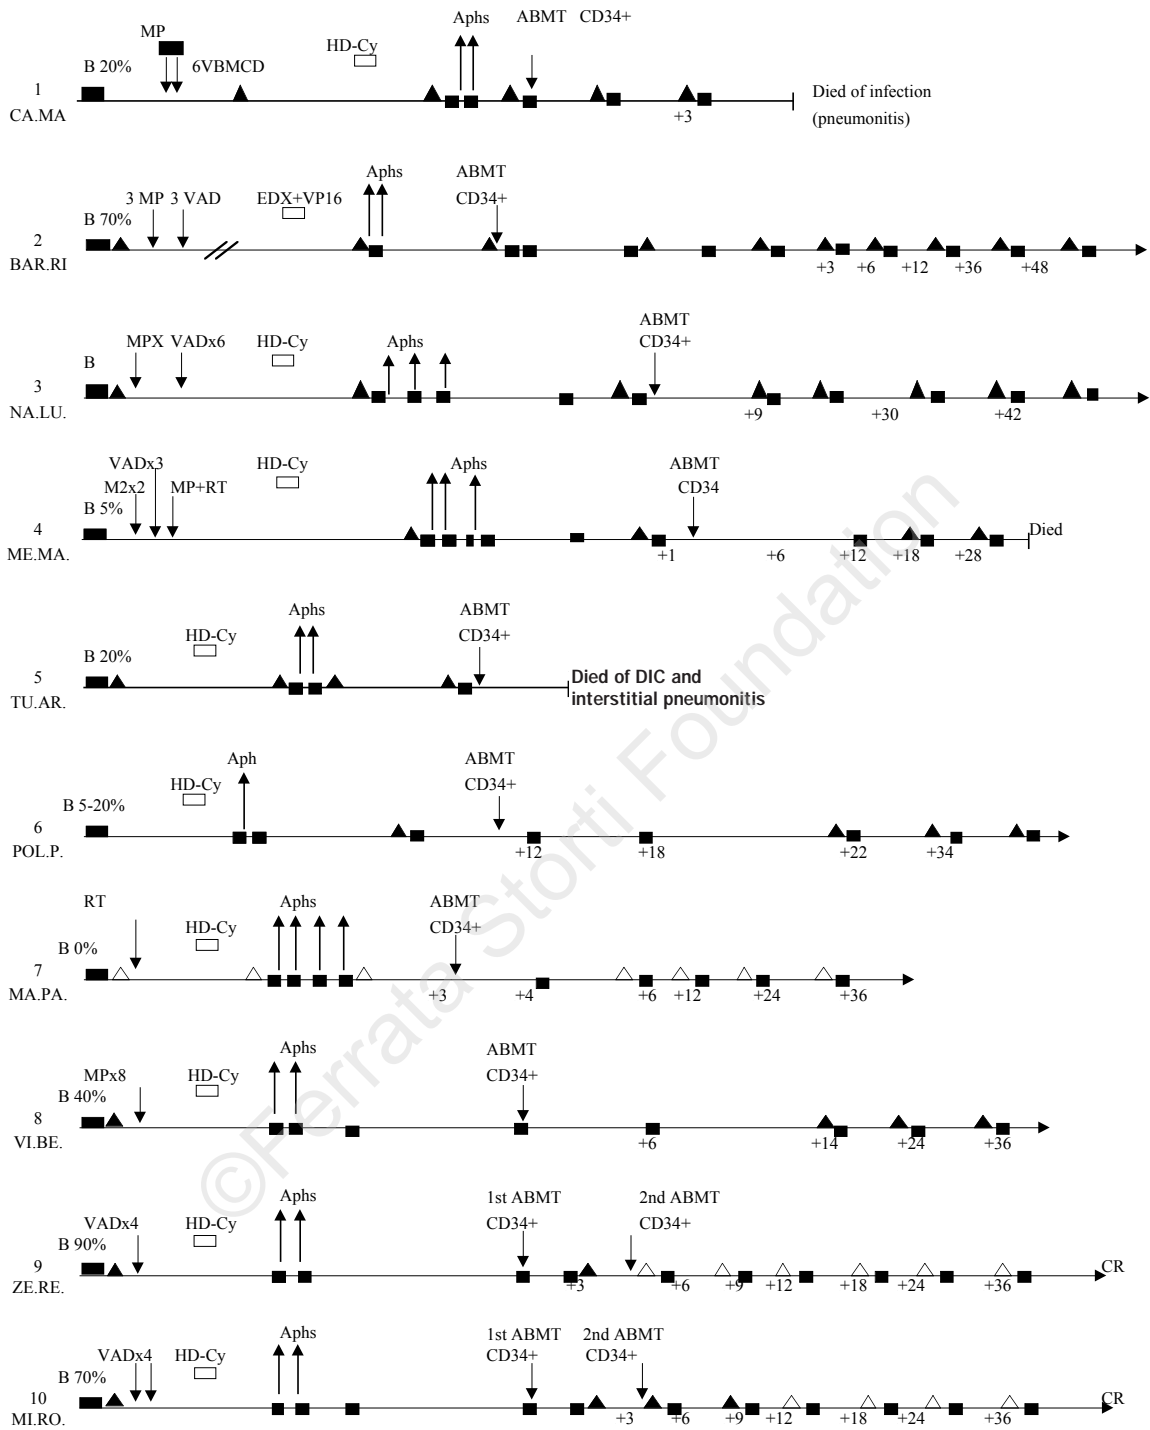 MP
Aphs
ABMT CD34+
HD-Cy
B 20%
6VBMCD
1
CA.MA
+3
Died of infection
(pneumonitis)
Aphs
ABMT
CD34+
3 MP 3 VAD
EDX+VP16
B 70%
2
BAR.RI
+3 +6 +12 +36 +48
ABMT
CD34+
MPX VADx6
HD-Cy
Aphs
B
3
NA.LU.
+9 +30 +42
VADx3
HD-Cy
Aphs
ABMT
CD34
M2x2
MP+RT
B 5%
4
ME.MA.
+1 +6 +12 +18 +28
Died
Aphs
ABMT
CD34+
HD-Cy
B 20%
5
TU.AR.
Died of DIC and
interstitial pneumonitis
Aph
ABMT
CD34+
HD-Cy
B 5-20%
6
POL.P.
+12 +18 +22 +34
RT
Aphs
ABMT
CD34+
HD-Cy
B 0%
7
MA.PA.
+3 +4 +6 +12 +24 +36
Aphs
ABMT
CD34+
MPx8
HD-Cy
B 40%
8
VI.BE.
+6 +14 +24 +36
Aphs
1st ABMT
CD34+
2nd ABMT
CD34+
VADx4
HD-Cy
B 90%
9
ZE.RE.
+3 +6 +9 +12 +18 +24 +36
CR
Aphs
1st ABMT
CD34+
2nd ABMT
CD34+
VADx4
HD-Cy
B 70%
10
MI.RO.
+3 +6 +9 +12 +18 +24 +36
CR
©Ferrata Storti Foundation